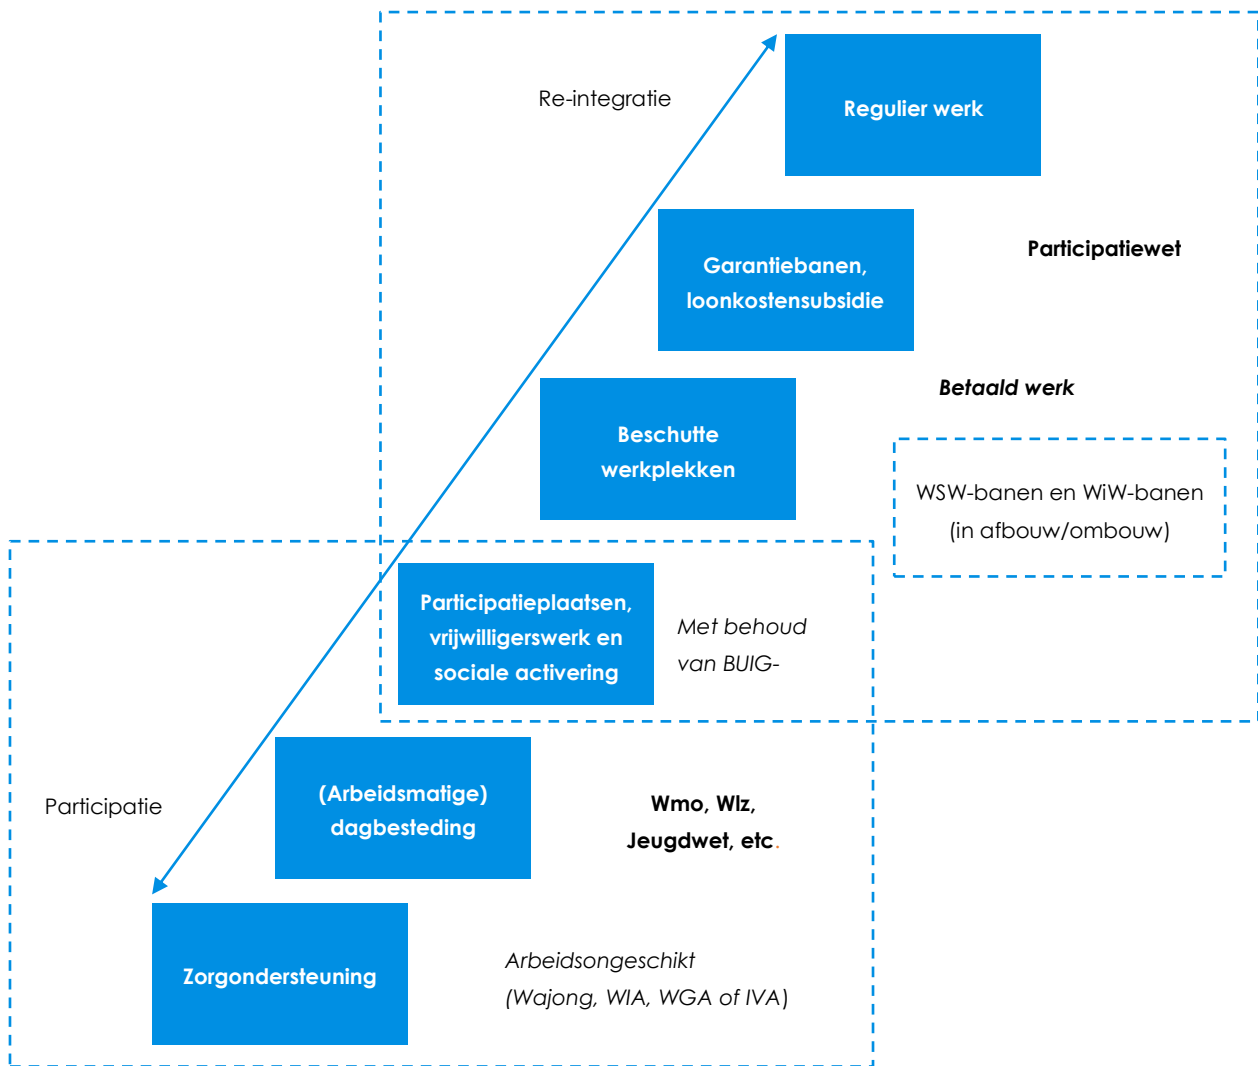 Re-integratie
Regulier werk
Participatiewet
Garantiebanen,
loonkostensubsidie
Betaald werk
Beschutte
werkplekken
WSW-banen en WiW-banen
(in afbouw/ombouw)
Participatieplaatsen,
vrijwilligerswerk en
sociale activering
Met behoud
van BUIG-
Participatie
(Arbeidsmatige)
dagbesteding
Wmo, Wlz,
Jeugdwet, etc.
Zorgondersteuning
Arbeidsongeschikt
(Wajong, WIA, WGA of IVA)